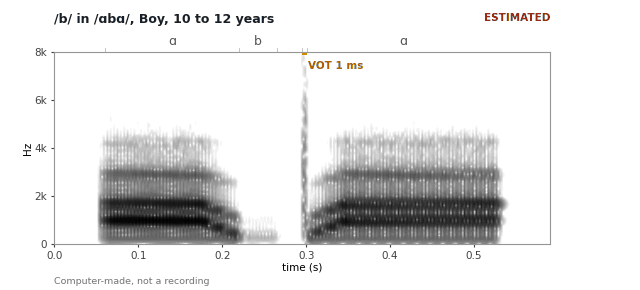 /b/ in /ɑbɑ/, Boy, 10 to 12 years
ESTIMATED
ɑ b ɑ
8k
VOT 1 ms
6k
Hz
4k
2k
0
0.0 0.1 0.2 0.3 0.4 0.5
time (s)
Computer-made, not a recording